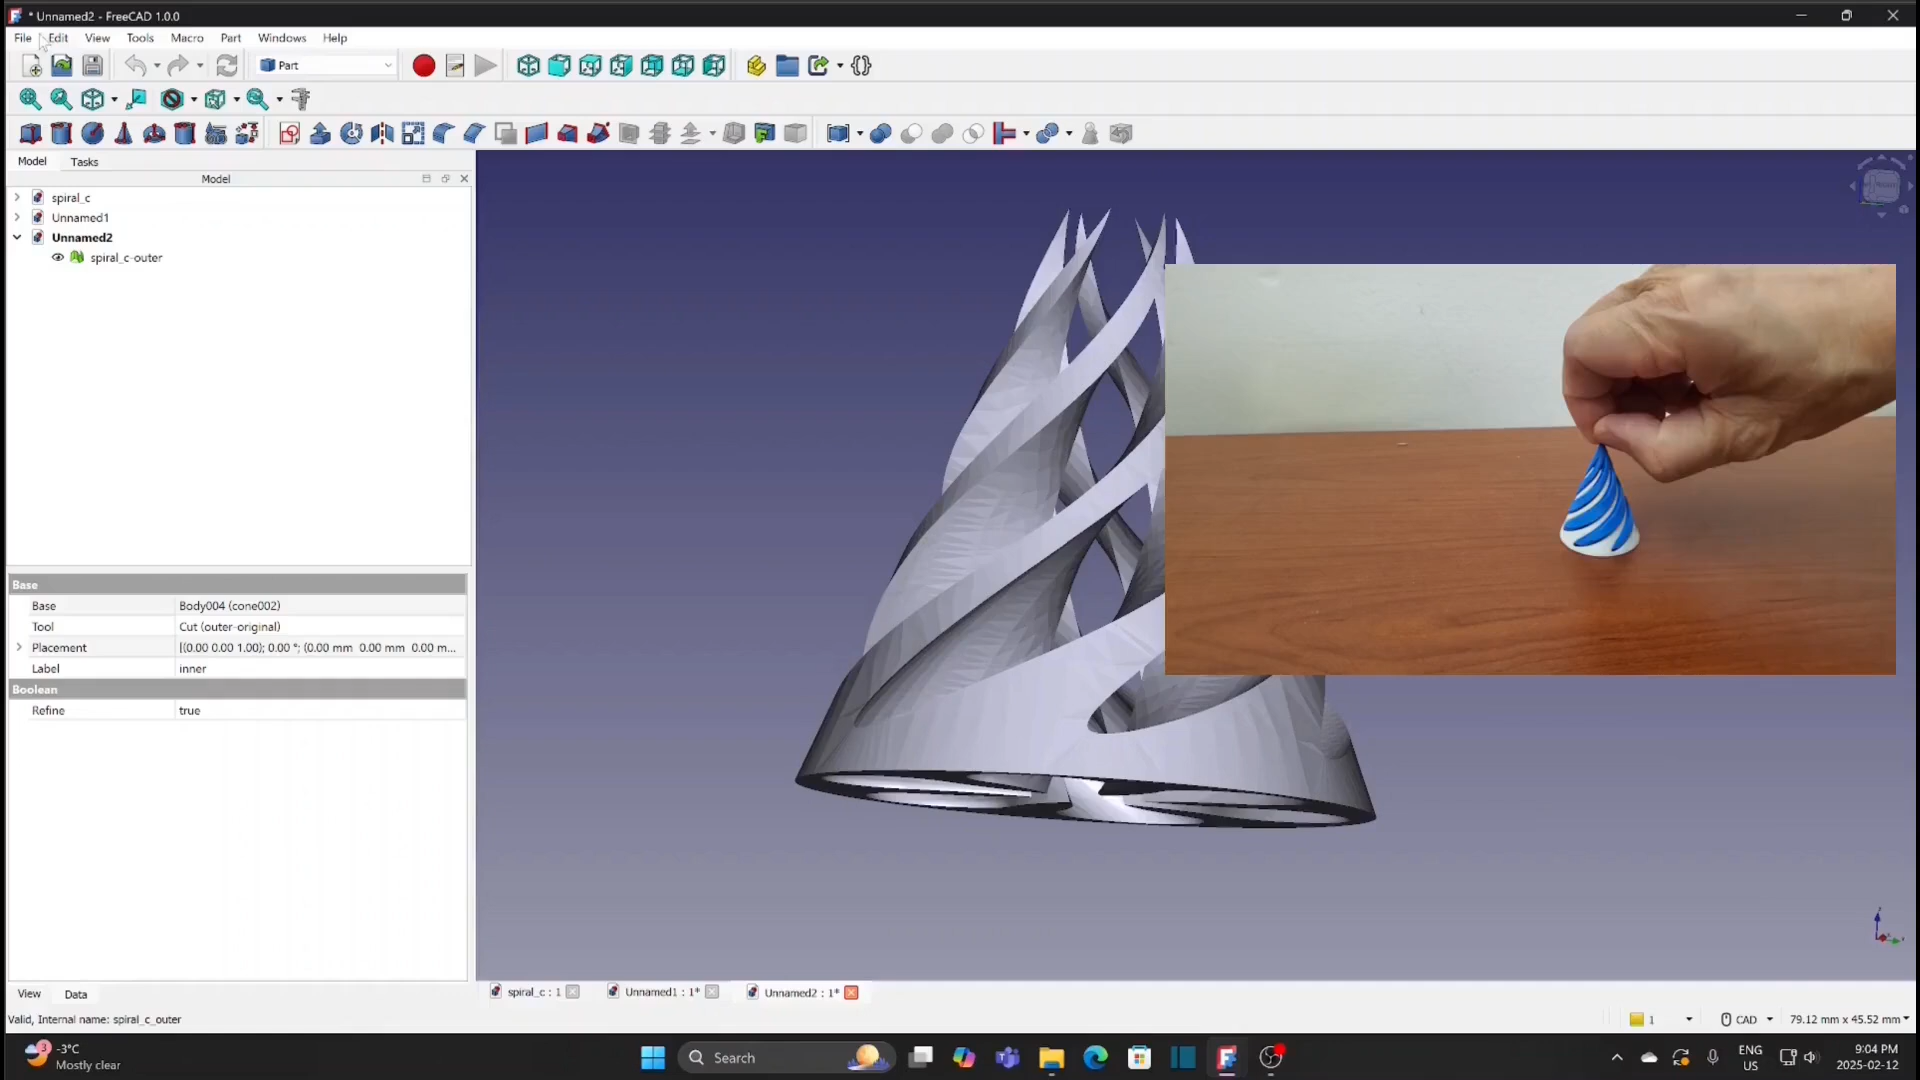 * Unnamed2 - FreeCAD 1.0.0
File Edit View Tools Macro Part Windows Help
Part
Model Tasks
Model
spiral_c
Unnamed1
Unnamed2
spiral_c-outer
Base
Base Body004 (cone002)
Tool Cut (outer-original)
Placement [(0.00 0.00 1.00); 0.00 °; (0.00 mm 0.00 mm 0.00 m...
Label inner
Boolean
Refine true
View Data
spiral_c : 1 Unnamed1 : 1* Unnamed2 : 1*
Valid, Internal name: spiral_c_outer
1 CAD 79.12 mm x 45.52 mm
3 -3°C
Mostly clear
Search
ENG
US
9:04 PM
2025-02-12